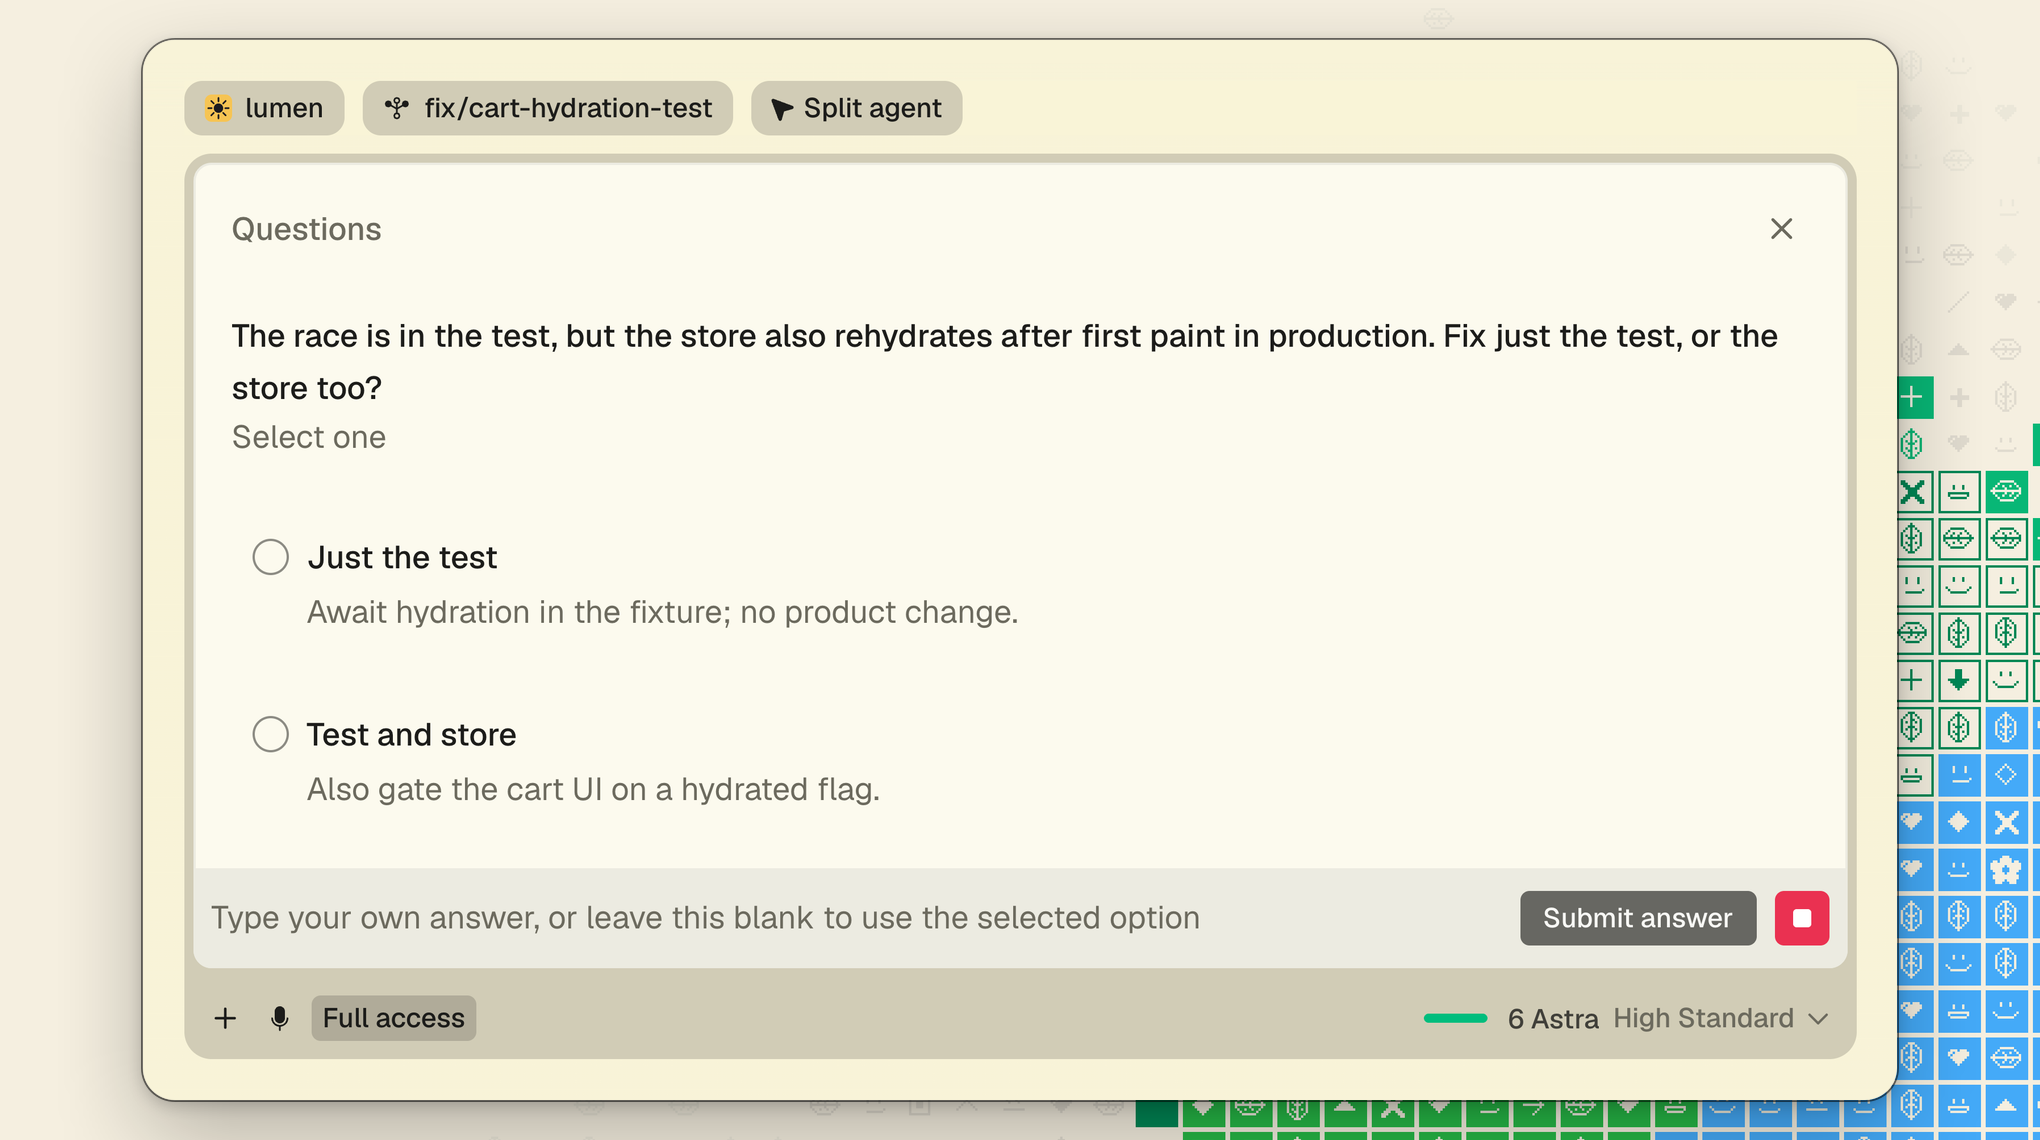 lumen
fix/cart-hydration-test
Split agent
Questions
The race is in the test, but the store also rehydrates after first paint in production. Fix just the test, or the
store too?
Select one
Just the test
Await hydration in the fixture; no product change.
Test and store
Also gate the cart UI on a hydrated flag.
Type your own answer, or leave this blank to use the selected option
Submit answer
Full access
6 Astra High Standard